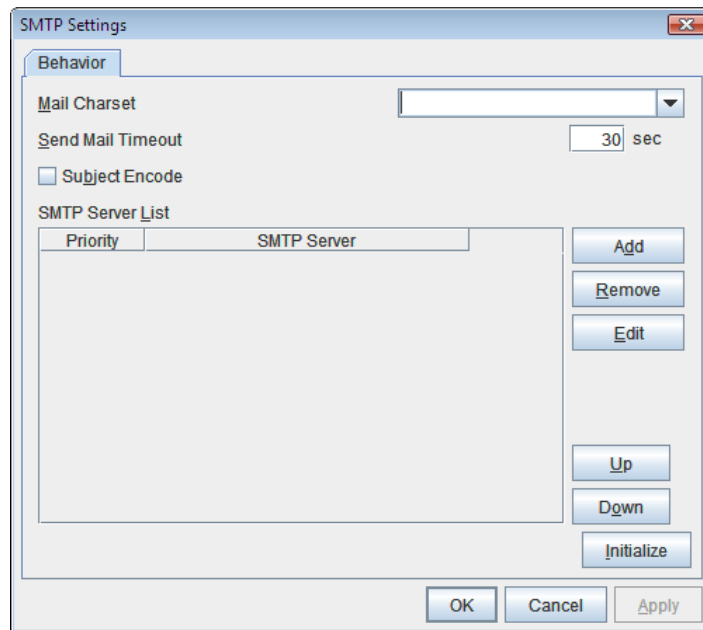 SMTP Settings
Behavior
Mail Charset
Send Mail Timeout 30 sec
Subject Encode
SMTP Server List
Priority SMTP Server
Add
Remove
Edit
Up
Down
Initialize
OK Cancel Apply